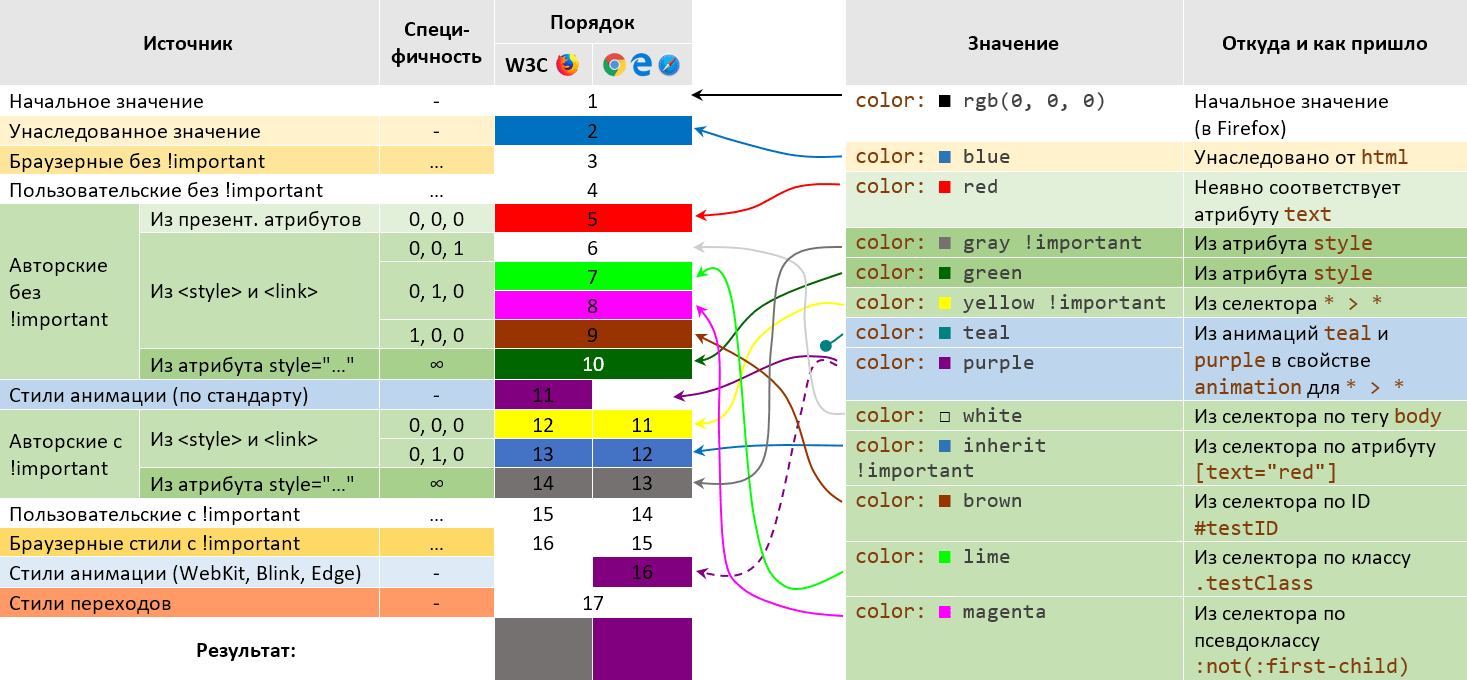 Источник
Специ-
фичность
Порядок
W3C
Начальное значение - 1
Унаследованное значение - 2
Браузерные без !important ... 3
Пользовательские без !important ... 4
Авторские
без
!important
Из презент. атрибутов 0, 0, 0 5
Из <style> и <link>
0, 0, 1 6
0, 1, 0
7
8
1, 0, 0 9
Из атрибута style="..." ∞ 10
Стили анимации (по стандарту) - 11
Авторские с
!important
Из <style> и <link>
0, 0, 0 12 11
0, 1, 0 13 12
Из атрибута style="..." ∞ 14 13
Пользовательские с !important ... 15 14
Браузерные стили с !important ... 16 15
Стили анимации (WebKit, Blink, Edge) - 16
Стили переходов - 17
Результат:
Значение
Откуда и как пришло
color: rgb(0, 0, 0)
Начальное значение
(в Firefox)
color: blue
Унаследовано от html
color: red
Неявно соответствует
атрибуту text
color: gray !important
Из атрибута style
color: green
Из атрибута style
color: yellow !important
Из селектора * > *
color: teal
color: purple
Из анимаций teal и
purple в свойстве
animation для * > *
color: white
Из селектора по тегу body
color: inherit
!important
Из селектора по атрибуту
[text="red"]
color: brown
Из селектора по ID
#testID
color: lime
Из селектора по классу
.testClass
color: magenta
Из селектора по
псевдоклассу
:not(:first-child)